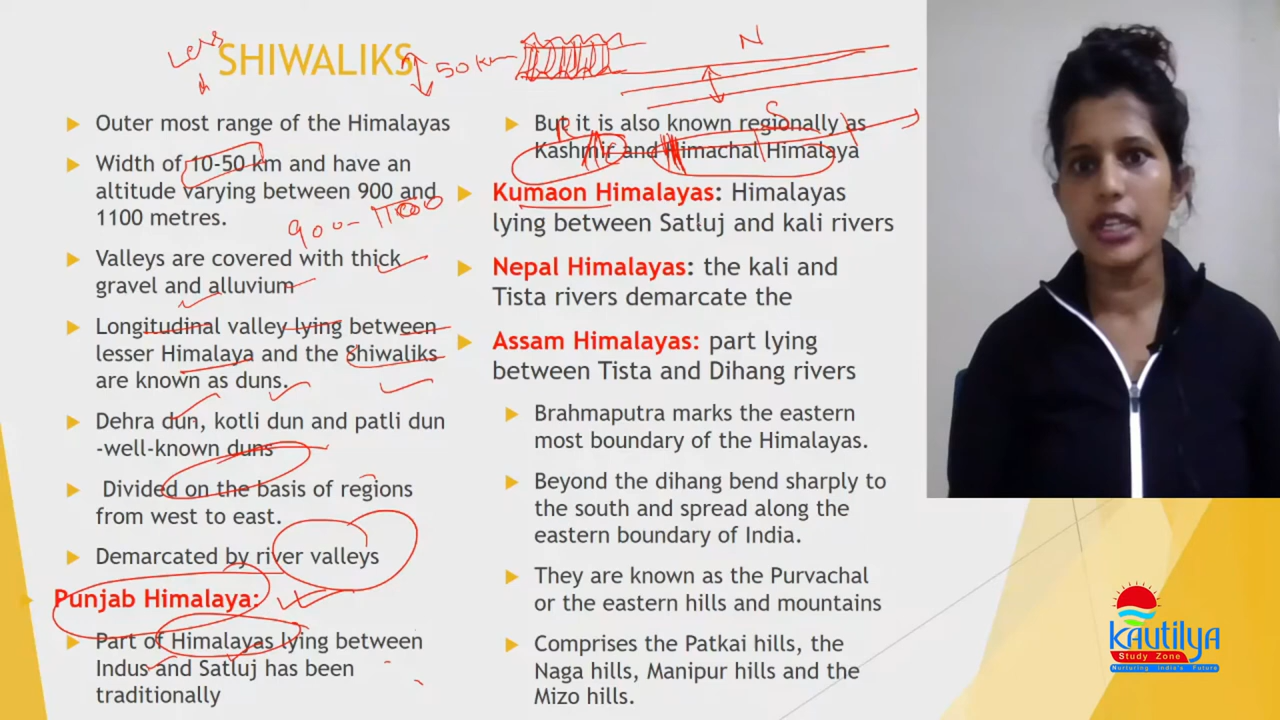 Less
SHIWALIKS
50 km
N
Outer most range of the Himalayas
Width of 10-50 km and have an
altitude varying between 900 and
1100 metres.
900-1100
Valleys are covered with thick
gravel and alluvium
Longitudinal valley lying between
lesser Himalaya and the Shiwaliks
are known as duns.
Dehra dun, kotli dun and patli dun
-well-known duns
Divided on the basis of regions
from west to east.
Demarcated by river valleys
Punjab Himalaya:
Part of Himalayas lying between
Indus and Satluj has been
traditionally
S
But it is also known regionally as
Kashmir and Himachal Himalaya
Kumaon Himalayas: Himalayas
lying between Satluj and kali rivers
Nepal Himalayas: the kali and
Tista rivers demarcate the
Assam Himalayas: part lying
between Tista and Dihang rivers
Brahmaputra marks the eastern
most boundary of the Himalayas.
Beyond the dihang bend sharply to
the south and spread along the
eastern boundary of India.
They are known as the Purvachal
or the eastern hills and mountains
Comprises the Patkai hills, the
Naga hills, Manipur hills and the
Mizo hills.
Kautilya
Study Zone
Nurturing India's Future